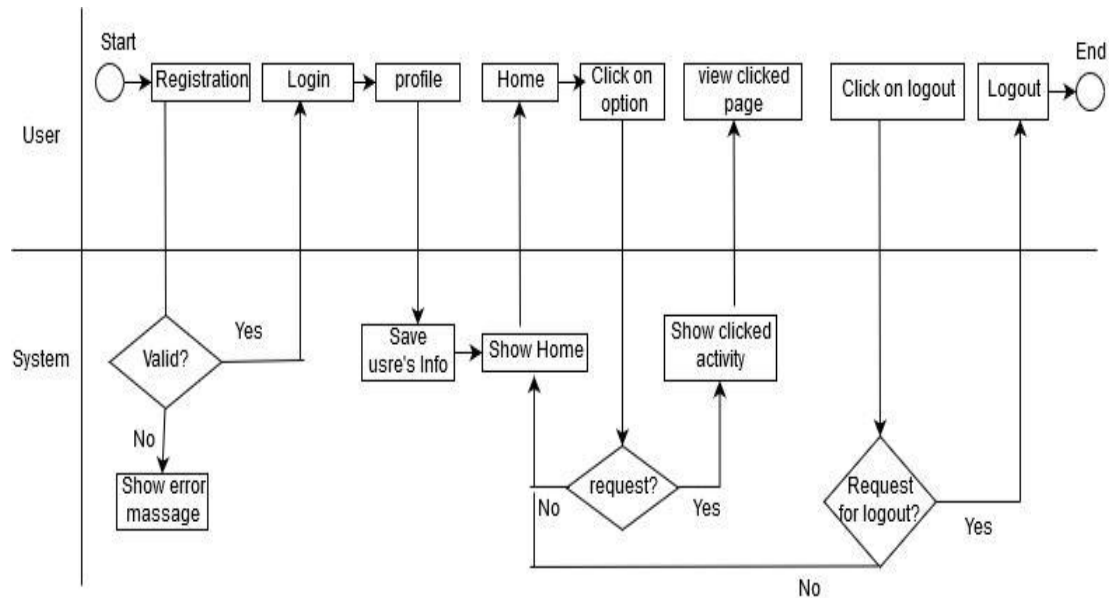 Start
End
Registration
Login
profile
Home
Click on
option
view clicked
page
Click on logout
Logout
User
System
Valid?
Yes
No
Show error
massage
Save
usre's Info
Show Home
Show clicked
activity
request?
No
Yes
Request
for logout?
Yes
No